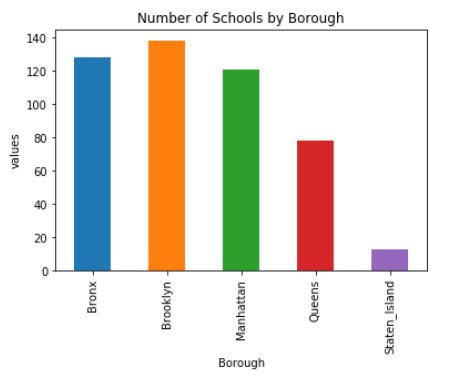 Number of Schools by Borough
140
120
100
80
60
40
20
0
values
Bronx
Brooklyn
Manhattan
Queens
Staten_Island
Borough